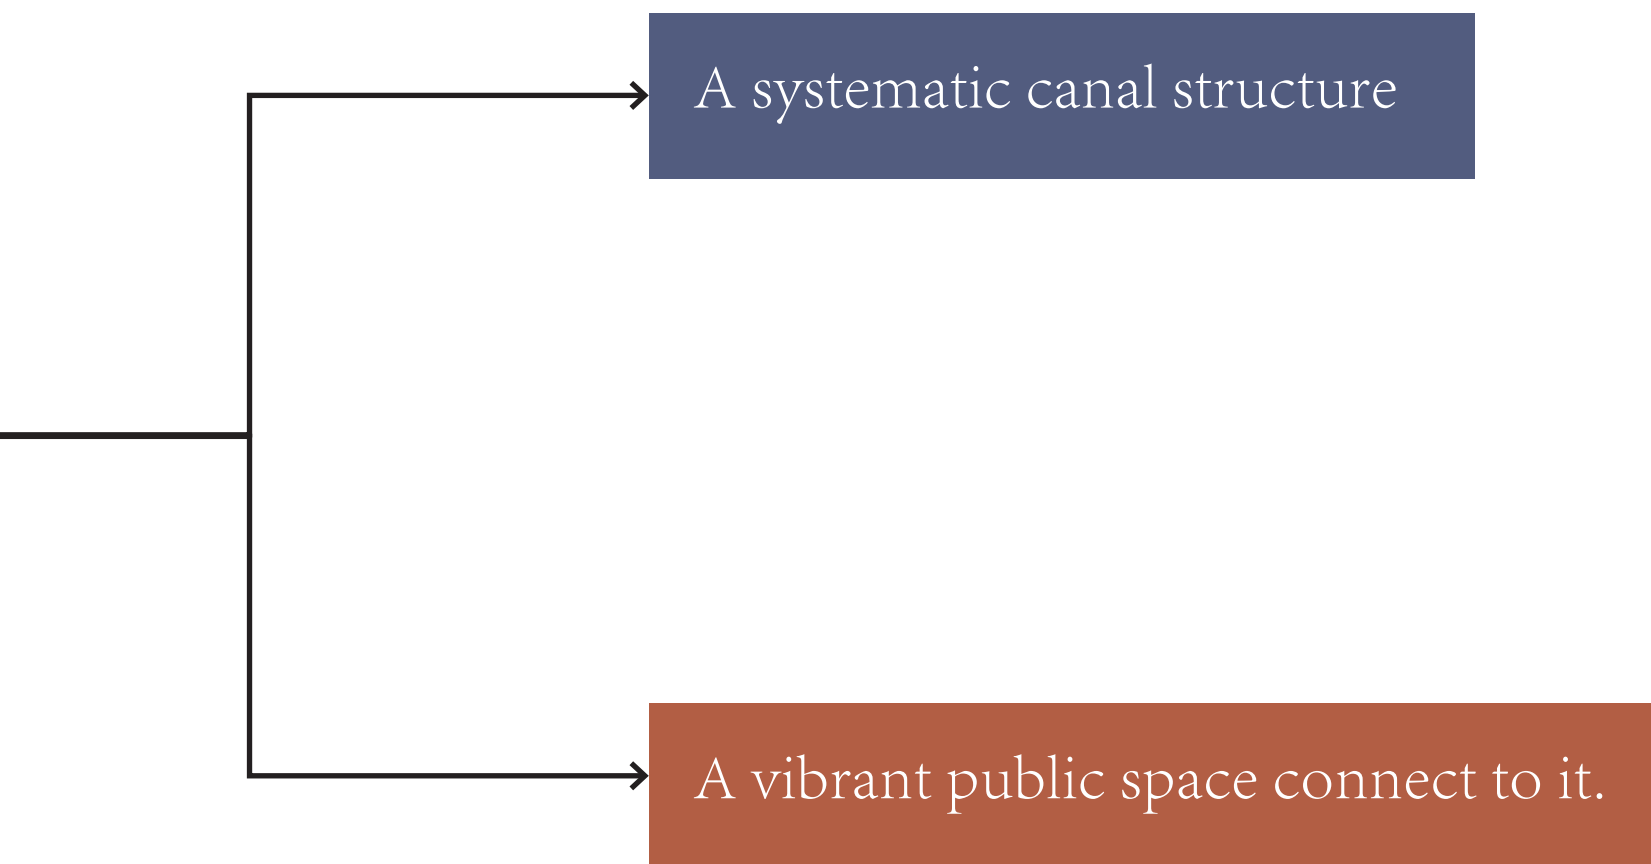 A systematic canal structure
A vibrant public space connect to it.